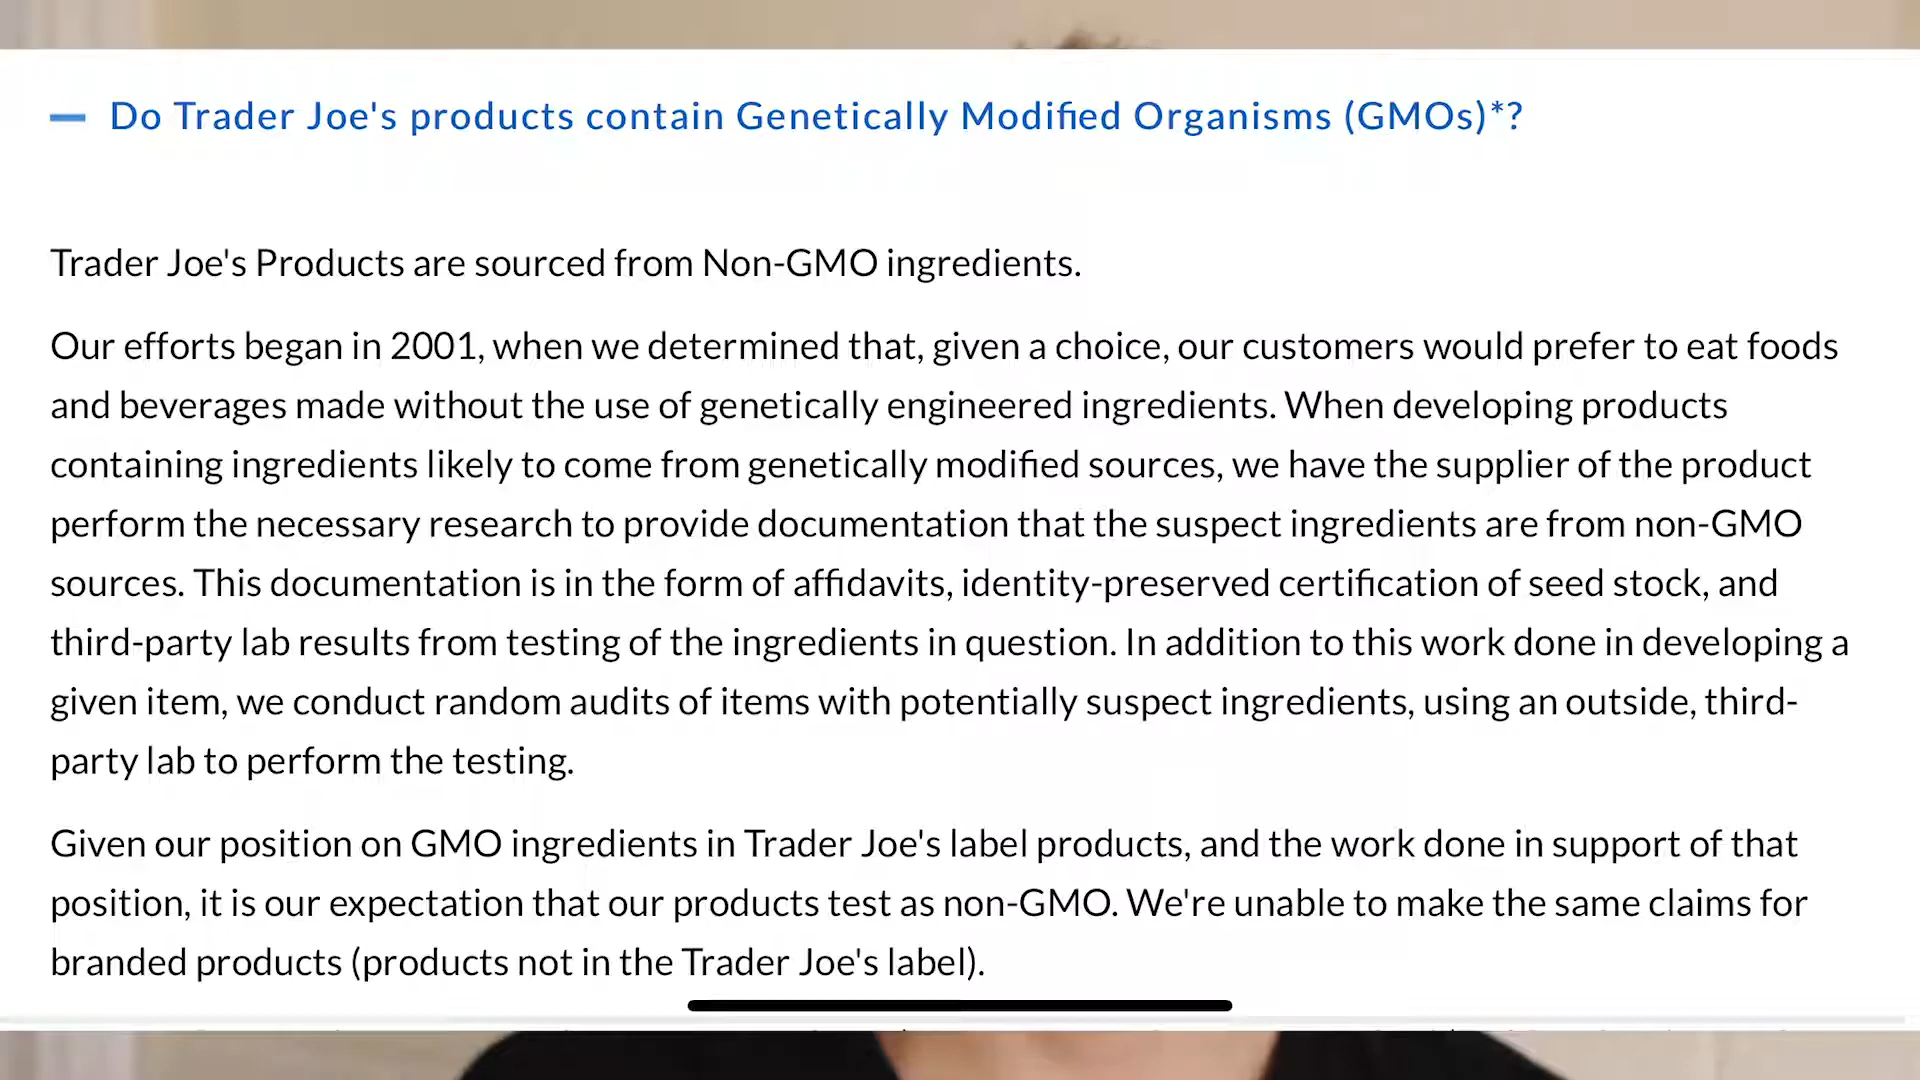 Do Trader Joe's products contain Genetically Modified Organisms (GMOs)*?
Trader Joe's Products are sourced from Non-GMO ingredients.
Our efforts began in 2001, when we determined that, given a choice, our customers would prefer to eat foods
and beverages made without the use of genetically engineered ingredients. When developing products
containing ingredients likely to come from genetically modified sources, we have the supplier of the product
perform the necessary research to provide documentation that the suspect ingredients are from non-GMO
sources. This documentation is in the form of affidavits, identity-preserved certification of seed stock, and
third-party lab results from testing of the ingredients in question. In addition to this work done in developing a
given item, we conduct random audits of items with potentially suspect ingredients, using an outside, third-
party lab to perform the testing.
Given our position on GMO ingredients in Trader Joe's label products, and the work done in support of that
position, it is our expectation that our products test as non-GMO. We're unable to make the same claims for
branded products (products not in the Trader Joe's label).